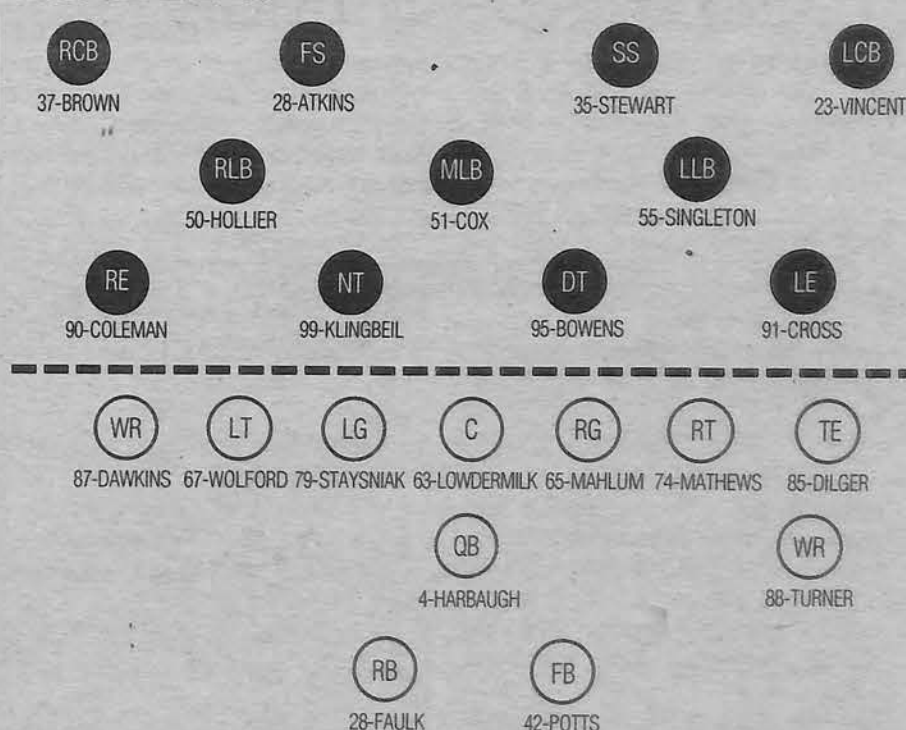 RCB FS SS LCB
37-BROWN 28-ATKINS 35-STEWART 23-VINCENT
RLB MLB LLB
50-HOLLIER 51-COX 55-SINGLETON
RE NT DT LE
90-COLEMAN 99-KLINGBEIL 95-BOWENS 91-CROSS
WR LT LG C RG RT TE
87-DAWKINS 67-WOLFORD 79-STAYSNIAK 63-LOWDERMILK 65-MAHLUM 74-MATHEWS 85-DILGER
QB WR
4-HARBAUGH 88-TURNER
RB FB
28-FAULK 42-POTTS